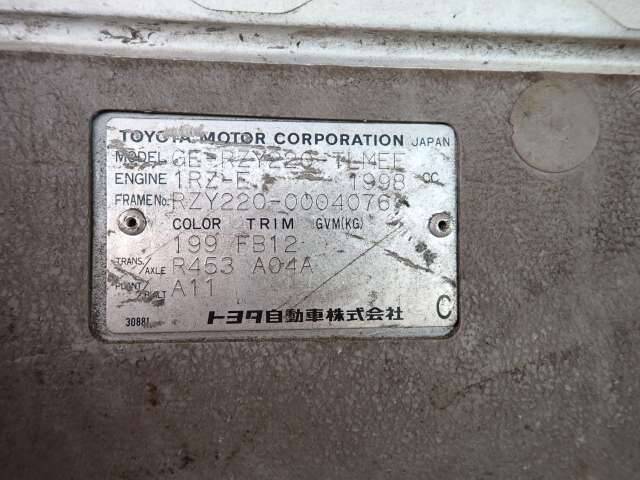 TOYOTA MOTOR CORPORATION JAPAN
MODEL GE-RZY220-TLMEE
ENGINE 1RZ-E 1998 CC
FRAME No. RZY220-0004076
COLOR TRIM GVM(KG)
199 FB12
TRANS./AXLE R453 A04A
PLANT/BUILT A11
30881 トヨタ自動車株式会社 C